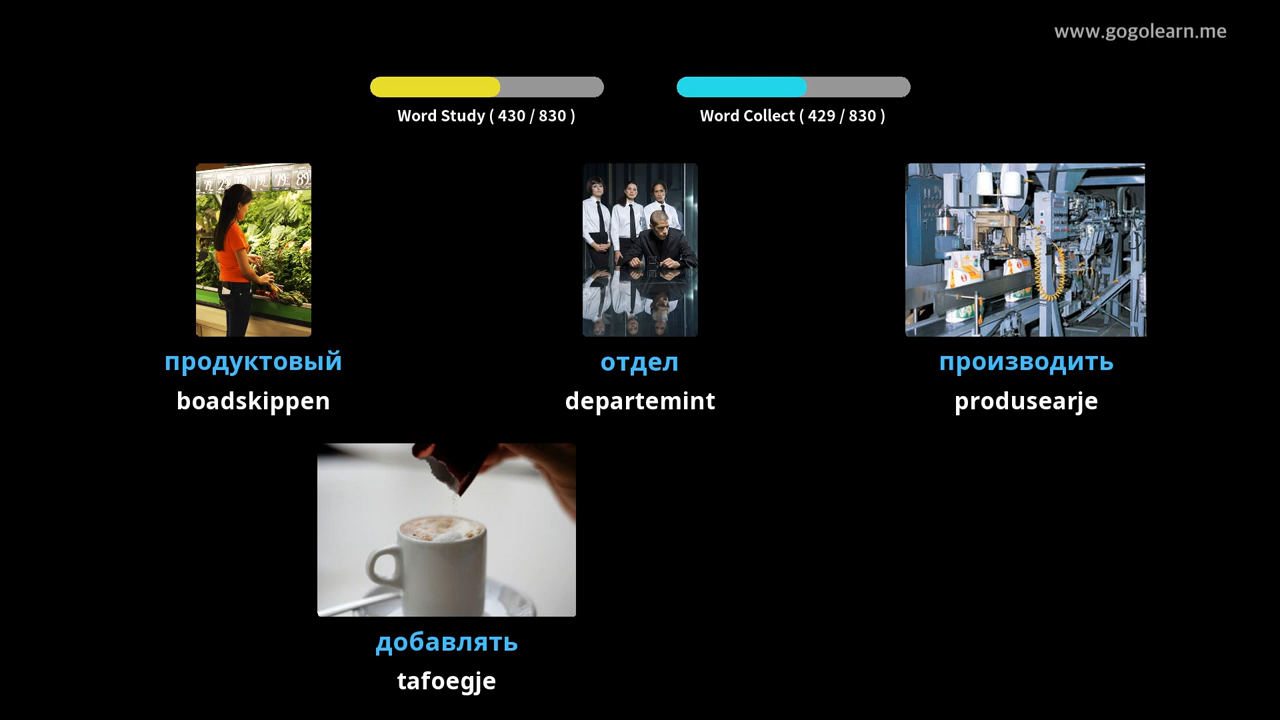 www.gogolearn.me
Word Study ( 430 / 830 )
Word Collect ( 429 / 830 )
продуктовый
boadskippen
отдел
departemint
производить
produsearje
добавлять
tafoegje